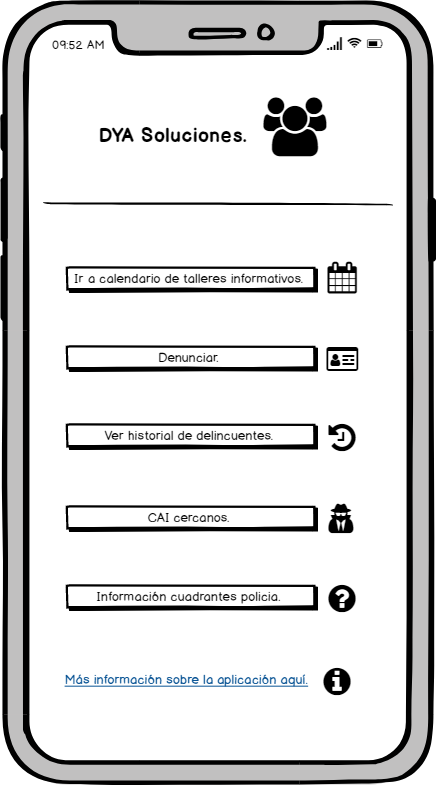 09:52 AM
DYA Soluciones.
Ir a calendario de talleres informativos.
Denunciar.
Ver historial de delincuentes.
CAI cercanos.
Información cuadrantes policia.
Más información sobre la aplicación aquí.